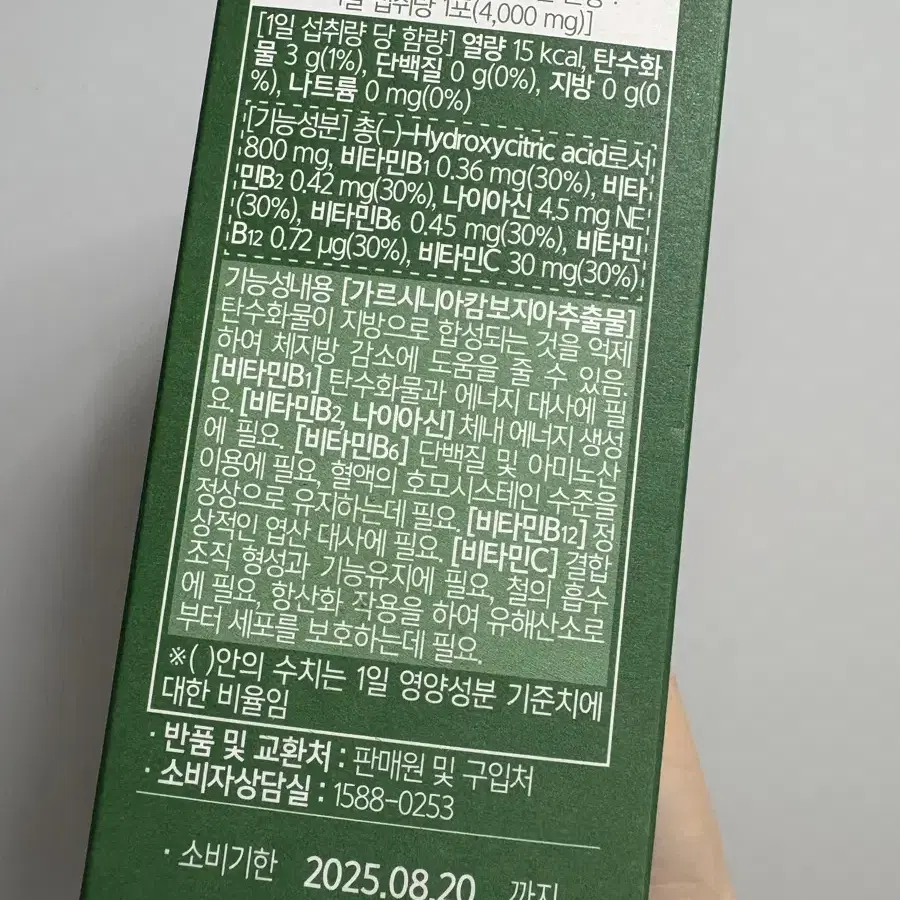 1일 섭취량 당 1포(4,000 mg)]
[1일 섭취량 당 함량] 열량 15 kcal, 탄수화
물 3 g(1%), 단백질 0 g(0%), 지방 0 g(0
%), 나트륨 0 mg(0%)
[기능성분] 총(-)-Hydroxycitric acid로서
800 mg, 비타민B1 0.36 mg(30%), 비타
민B2 0.42 mg(30%), 나이아신 4.5 mg NE
(30%), 비타민B6 0.45 mg(30%), 비타민
B12 0.72 μg(30%), 비타민C 30 mg(30%)
기능성내용 [가르시니아캄보지아추출물]
탄수화물이 지방으로 합성되는 것을 억제
하여 체지방 감소에 도움을 줄 수 있음.
[비타민B1] 탄수화물과 에너지 대사에 필
요. [비타민B2, 나이아신] 체내 에너지 생성
에 필요. [비타민B6] 단백질 및 아미노산
이용에 필요, 혈액의 호모시스테인 수준을
정상으로 유지하는데 필요. [비타민B12] 정
상적인 엽산 대사에 필요. [비타민C] 결합
조직 형성과 기능유지에 필요, 철의 흡수
에 필요, 항산화 작용을 하여 유해산소로
부터 세포를 보호하는데 필요.
※( )안의 수치는 1일 영양성분 기준치에
대한 비율임
· 반품 및 교환처 : 판매원 및 구입처
· 소비자상담실 : 1588-0253
· 소비기한 2025.08.20 까지